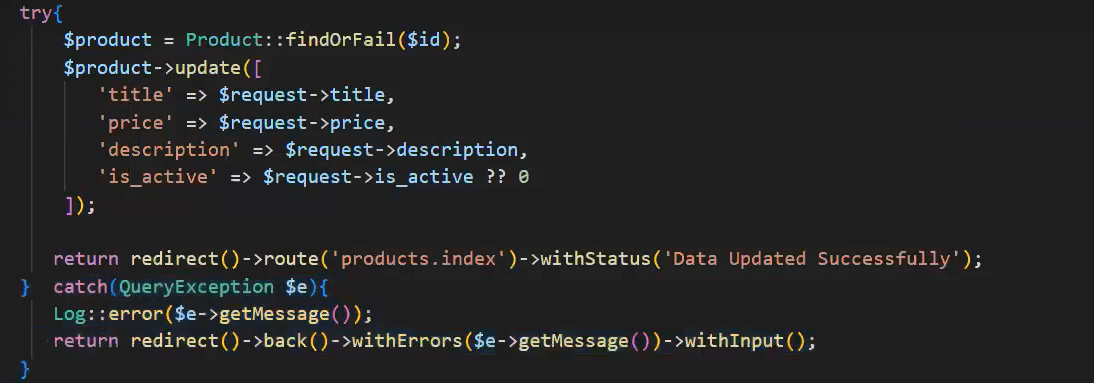 try{
    $product = Product::findOrFail($id);
    $product->update([
       'title' => $request->title,
       'price' => $request->price,
       'description' => $request->description,
       'is_active' => $request->is_active ?? 0
    ]);

   return redirect()->route('products.index')->withStatus('Data Updated Successfully');
}  catch(QueryException $e){
   Log::error($e->getMessage());
   return redirect()->back()->withErrors($e->getMessage())->withInput();
}